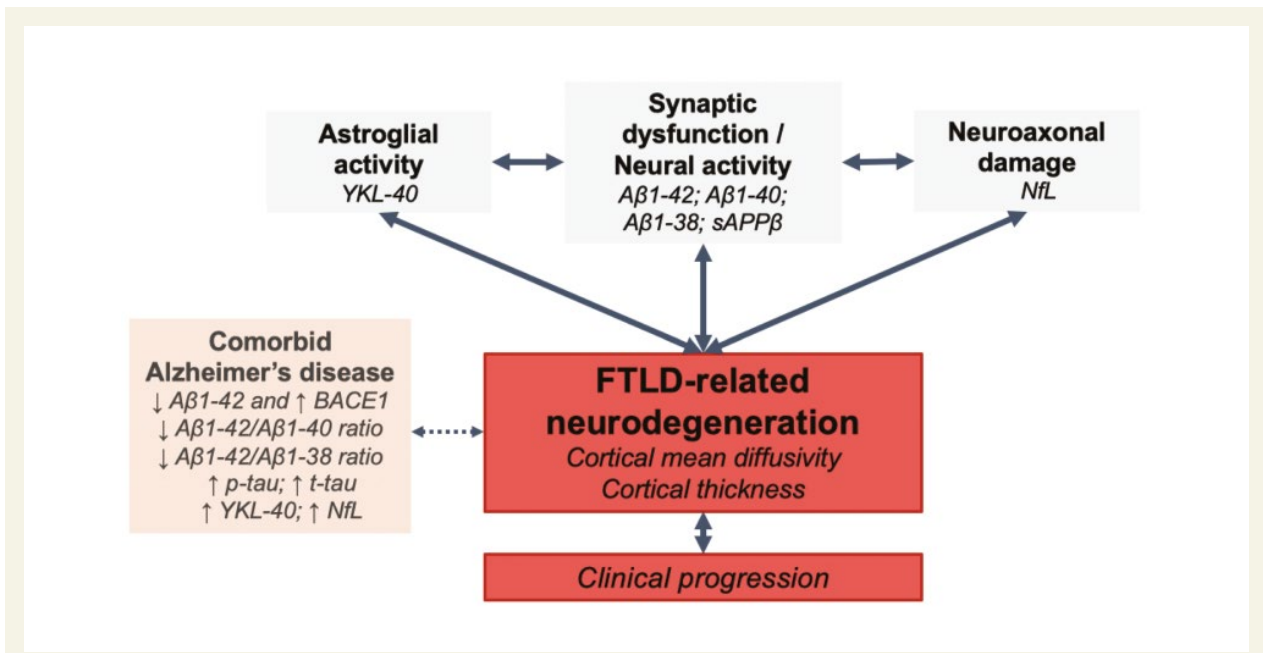 Astroglial
activity
YKL-40
Synaptic
dysfunction /
Neural activity
Aβ1-42; Aβ1-40;
Aβ1-38; sAPPβ
Neuroaxonal
damage
NfL
Comorbid
Alzheimer's disease
↓ Aβ1-42 and ↑ BACE1
↓ Aβ1-42/Aβ1-40 ratio
↓ Aβ1-42/Aβ1-38 ratio
↑ p-tau; ↑ t-tau
↑ YKL-40; ↑ NfL
FTLD-related
neurodegeneration
Cortical mean diffusivity
Cortical thickness
Clinical progression